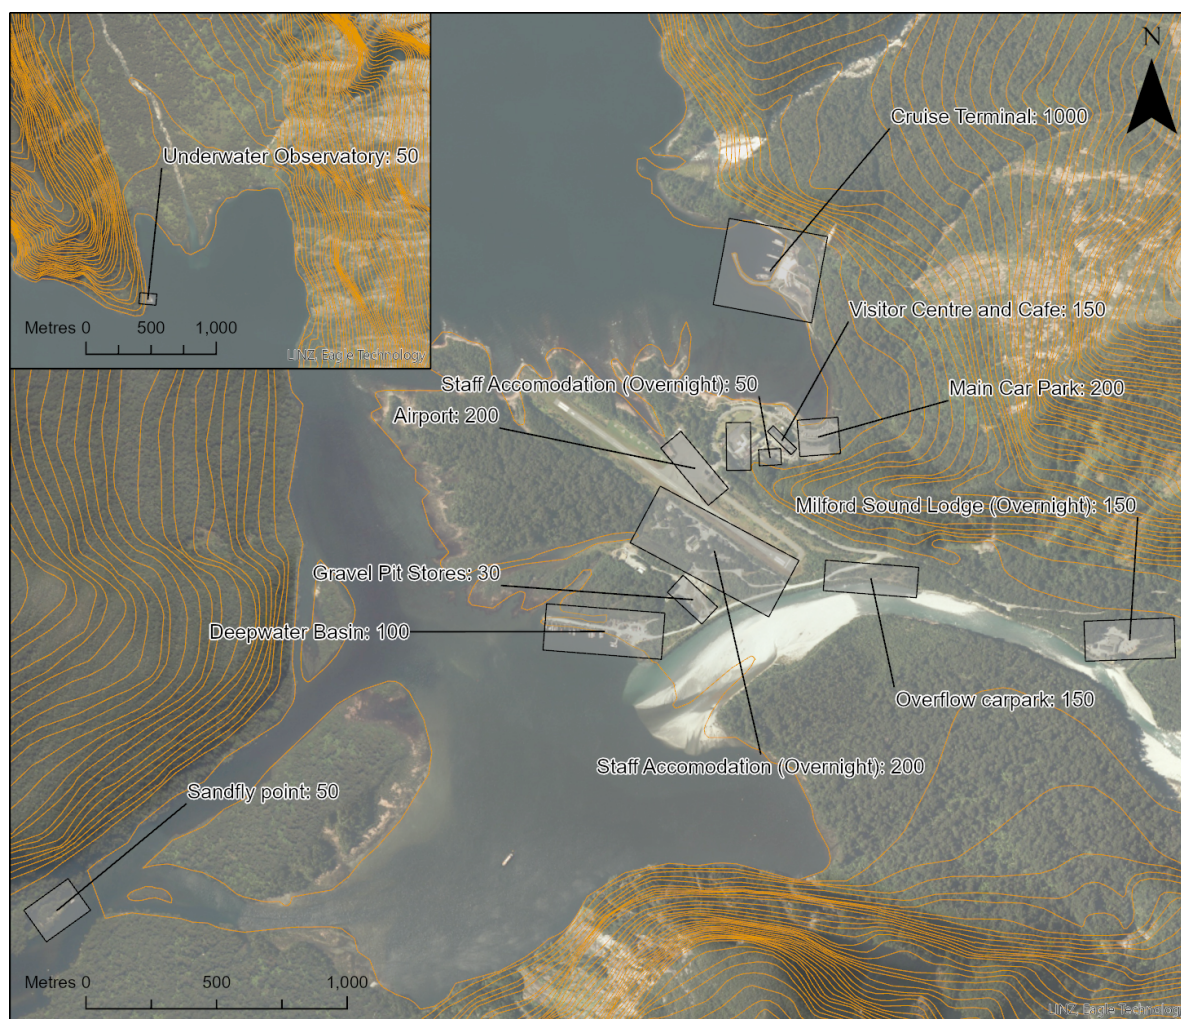 N
Cruise Terminal: 1000
Underwater Observatory: 50
Visitor Centre and Cafe: 150
Metres 0 500 1,000
LINZ, Eagle Technology
Staff Accomodation (Overnight): 50
Main Car Park: 200
Airport: 200
Milford Sound Lodge (Overnight): 150
Gravel Pit Stores: 30
Deepwater Basin: 100
Overflow carpark: 150
Staff Accomodation (Overnight): 200
Sandfly point: 50
Metres 0 500 1,000
LINZ, Eagle Technology